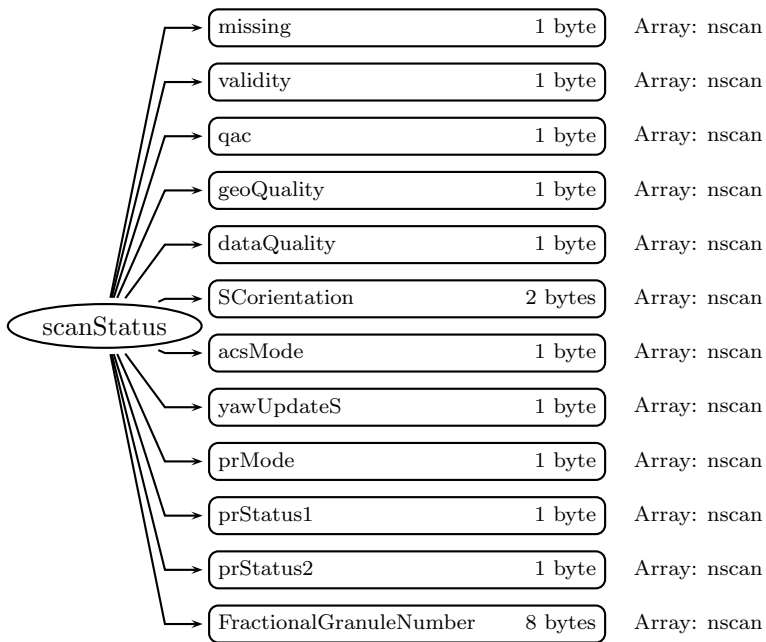 missing 1 byte Array: nscan
validity 1 byte Array: nscan
qac 1 byte Array: nscan
geoQuality 1 byte Array: nscan
dataQuality 1 byte Array: nscan
SCorientation 2 bytes Array: nscan
scanStatus
acsMode 1 byte Array: nscan
yawUpdateS 1 byte Array: nscan
prMode 1 byte Array: nscan
prStatus1 1 byte Array: nscan
prStatus2 1 byte Array: nscan
FractionalGranuleNumber 8 bytes Array: nscan